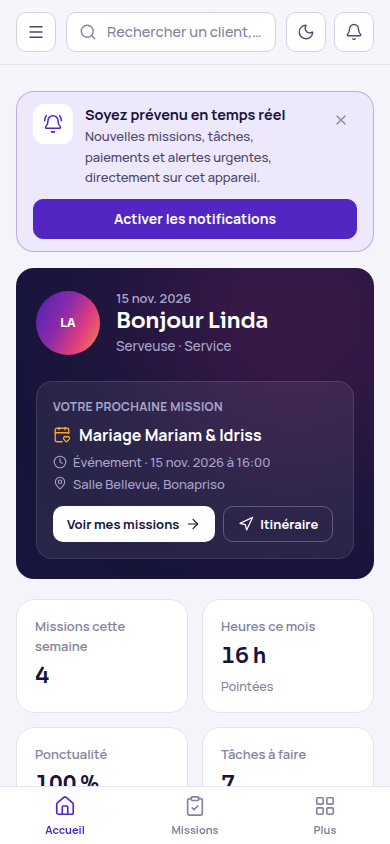 Rechercher un client,…
Soyez prévenu en temps réel
Nouvelles missions, tâches,
paiements et alertes urgentes,
directement sur cet appareil.
Activer les notifications
LA
15 nov. 2026
Bonjour Linda
Serveuse · Service
VOTRE PROCHAINE MISSION
Mariage Mariam & Idriss
Événement · 15 nov. 2026 à 16:00
Salle Bellevue, Bonapriso
Voir mes missions
Itinéraire
Missions cette
semaine
4
Heures ce mois
16 h
Pointées
Ponctualité
100 %
Tâches à faire
7
Accueil
Missions
Plus